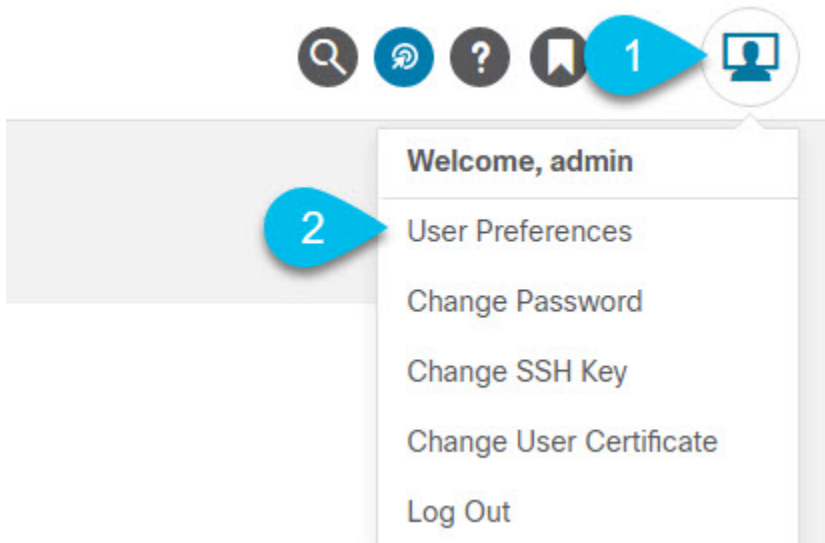 ?
1
Welcome, admin
2
User Preferences
Change Password
Change SSH Key
Change User Certificate
Log Out